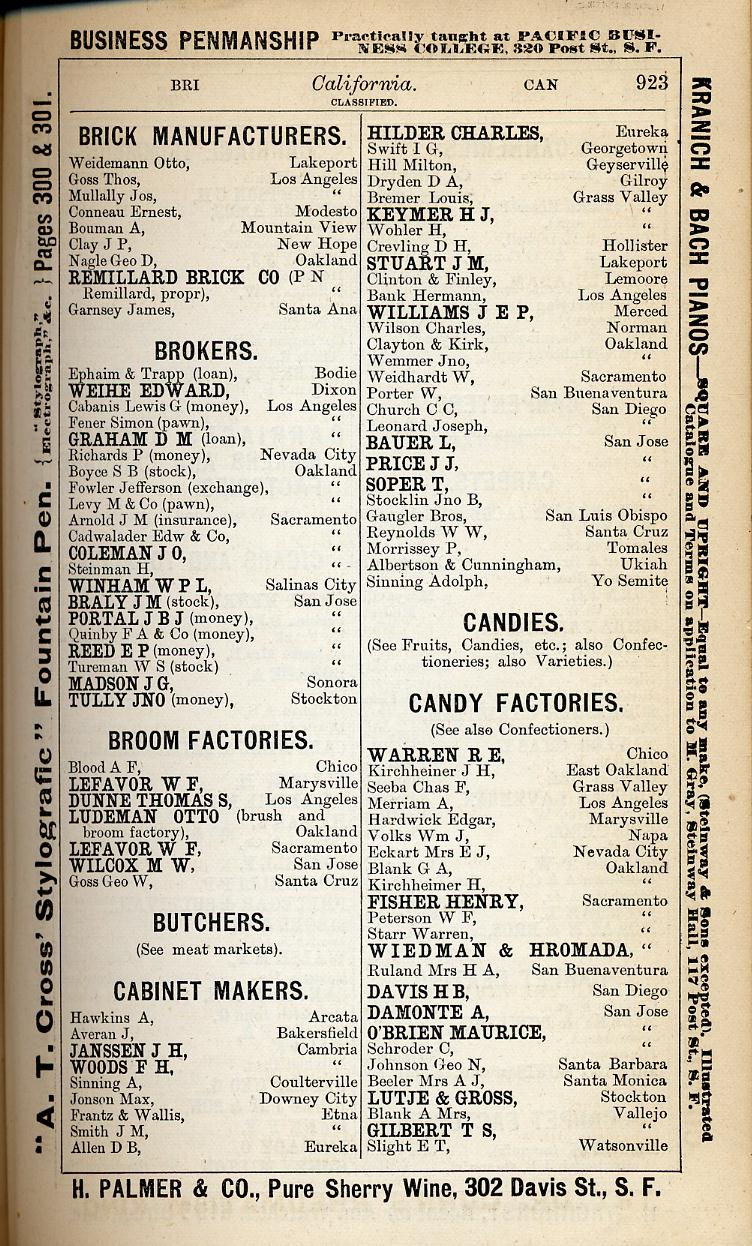 BUSINESS PENMANSHIP Practically taught at PACIFIC BUSI-
NESS COLLEGE, 320 Post St., S. F.
BRI California. CAN 923
CLASSIFIED.
BRICK MANUFACTURERS.
Weidemann Otto, Lakeport
Goss Thos, Los Angeles
Mullally Jos, “
Conneau Ernest, Modesto
Bouman A, Mountain View
Clay J P, New Hope
Nagle Geo D, Oakland
REMILLARD BRICK CO (P N
Remillard, propr), “
Garnsey James, Santa Ana
BROKERS.
Ephaim & Trapp (loan), Bodie
WEIHE EDWARD, Dixon
Cabanis Lewis G (money), Los Angeles
Fener Simon (pawn), “
GRAHAM D M (loan), “
Richards P (money), Nevada City
Boyce S B (stock), Oakland
Fowler Jefferson (exchange), “
Levy M & Co (pawn), “
Arnold J M (insurance), Sacramento
Cadwalader Edw & Co, “
COLEMAN J O, “
Steinman H, “
WINHAM W P L, Salinas City
BRALY J M (stock), San Jose
PORTAL J B J (money), “
Quinby F A & Co (money), “
REED E P (money), “
Tureman W S (stock) “
MADSON J G, Sonora
TULLY JNO (money), Stockton
BROOM FACTORIES.
Blood A F, Chico
LEFAVOR W F, Marysville
DUNNE THOMAS S, Los Angeles
LUDEMAN OTTO (brush and
broom factory), Oakland
LEFAVOR W F, Sacramento
WILCOX M W, San Jose
Goss Geo W, Santa Cruz
BUTCHERS.
(See meat markets).
CABINET MAKERS.
Hawkins A, Arcata
Averan J, Bakersfield
JANSSEN J H, Cambria
WOODS F H, “
Sinning A, Coulterville
Jonson Max, Downey City
Frantz & Wallis, Etna
Smith J M, “
Allen D B, Eureka
HILDER CHARLES, Eureka
Swift I G, Georgetown
Hill Milton, Geyserville
Dryden D A, Gilroy
Bremer Louis, Grass Valley
KEYMER H J, “
Wohler H, “
Crevling D H, Hollister
STUART J M, Lakeport
Clinton & Finley, Lemoore
Bank Hermann, Los Angeles
WILLIAMS J E P, Merced
Wilson Charles, Norman
Clayton & Kirk, Oakland
Wemmer Jno, “
Weidhardt W, Sacramento
Porter W, San Buenaventura
Church C C, San Diego
Leonard Joseph, “
BAUER L, San Jose
PRICE J J, “
SOPER T, “
Stocklin Jno B, “
Gaugler Bros, San Luis Obispo
Reynolds W W, Santa Cruz
Morrissey P, Tomales
Albertson & Cunningham, Ukiah
Sinning Adolph, Yo Semite
CANDIES.
(See Fruits, Candies, etc.; also Confec-
tioneries; also Varieties.)
CANDY FACTORIES.
(See also Confectioners.)
WARREN R E, Chico
Kirchheiner J H, East Oakland
Seeba Chas F, Grass Valley
Merriam A, Los Angeles
Hardwick Edgar, Marysville
Volks Wm J, Napa
Eckart Mrs E J, Nevada City
Blank G A, Oakland
Kirchheimer H, “
FISHER HENRY, Sacramento
Peterson W F, “
Starr Warren, “
WIEDMAN & HROMADA, “
Ruland Mrs H A, San Buenaventura
DAVIS H B, San Diego
DAMONTE A, San Jose
O'BRIEN MAURICE, “
Schroder C, “
Johnson Geo N, Santa Barbara
Beeler Mrs A J, Santa Monica
LUTJE & GROSS, Stockton
Blank A Mrs, Vallejo
GILBERT T S, “
Slight E T, Watsonville
H. PALMER & CO., Pure Sherry Wine, 302 Davis St., S. F.
"A. T. Cross' Stylografic" Fountain Pen. { "Stylograph," Electrograph," &c. } Pages 300 & 301.
KRANICH & BACH PIANOS—SQUARE AND UPRIGHT—Equal to any make, (Steinway & Sons excepted). Illustrated
Catalogue and Terms on application to M. Gray, Steinway Hall, 117 Post St., S. F.